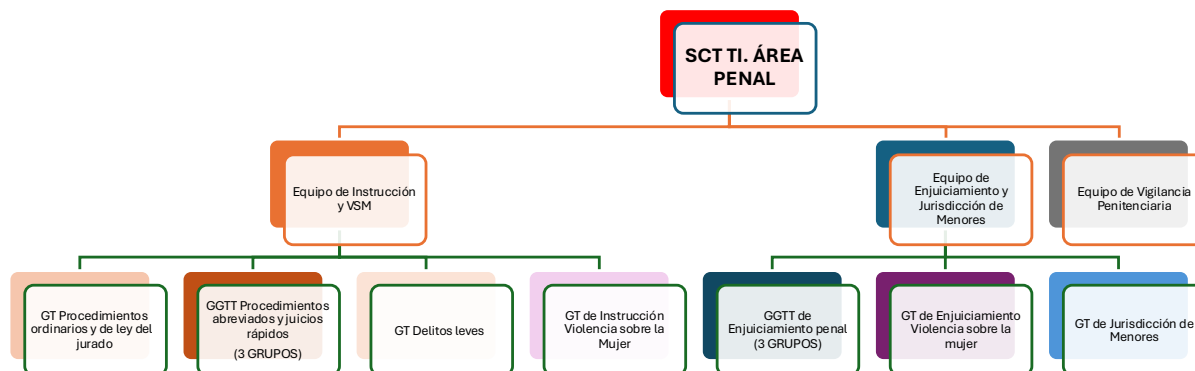 SCT TI. ÁREA
PENAL
Equipo de Instrucción
y VSM
Equipo de
Enjuiciamiento y
Jurisdicción de
Menores
Equipo de Vigilancia
Penitenciaria
GT Procedimientos
ordinarios y de ley del
jurado
GGTT Procedimientos
abreviados y juicios
rápidos
(3 GRUPOS)
GT Delitos leves
GT de Instrucción
Violencia sobre la
Mujer
GGTT de
Enjuiciamiento penal
(3 GRUPOS)
GT de Enjuiciamiento
Violencia sobre la
mujer
GT de Jurisdicción de
Menores